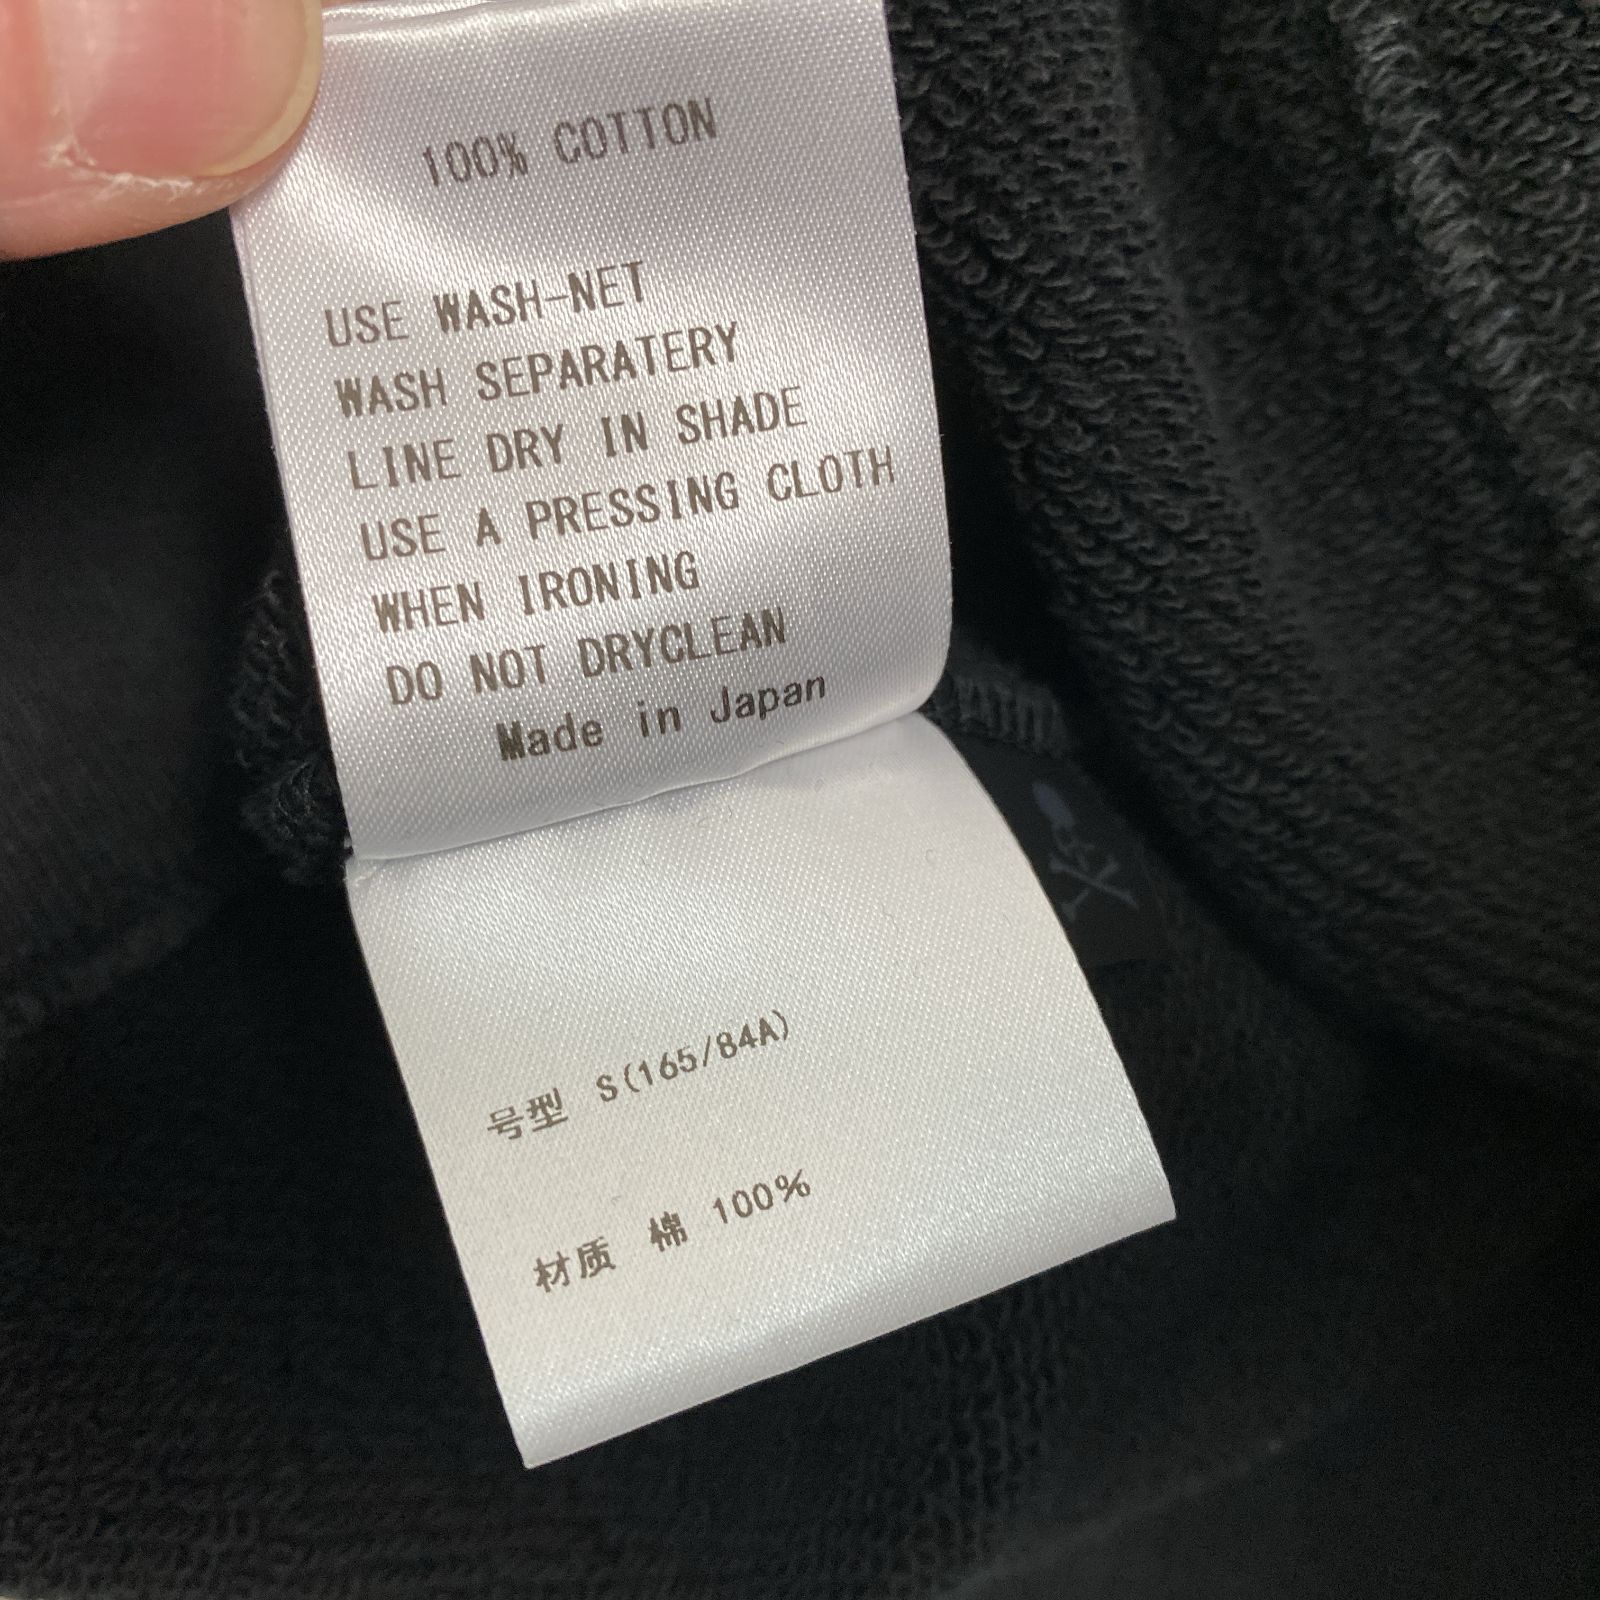 100% COTTON
USE WASH-NET
WASH SEPARATERY
LINE DRY IN SHADE
USE A PRESSING CLOTH
WHEN IRONING
DO NOT DRYCLEAN
Made in Japan
号型 S(165/84A)
材质 棉 100%